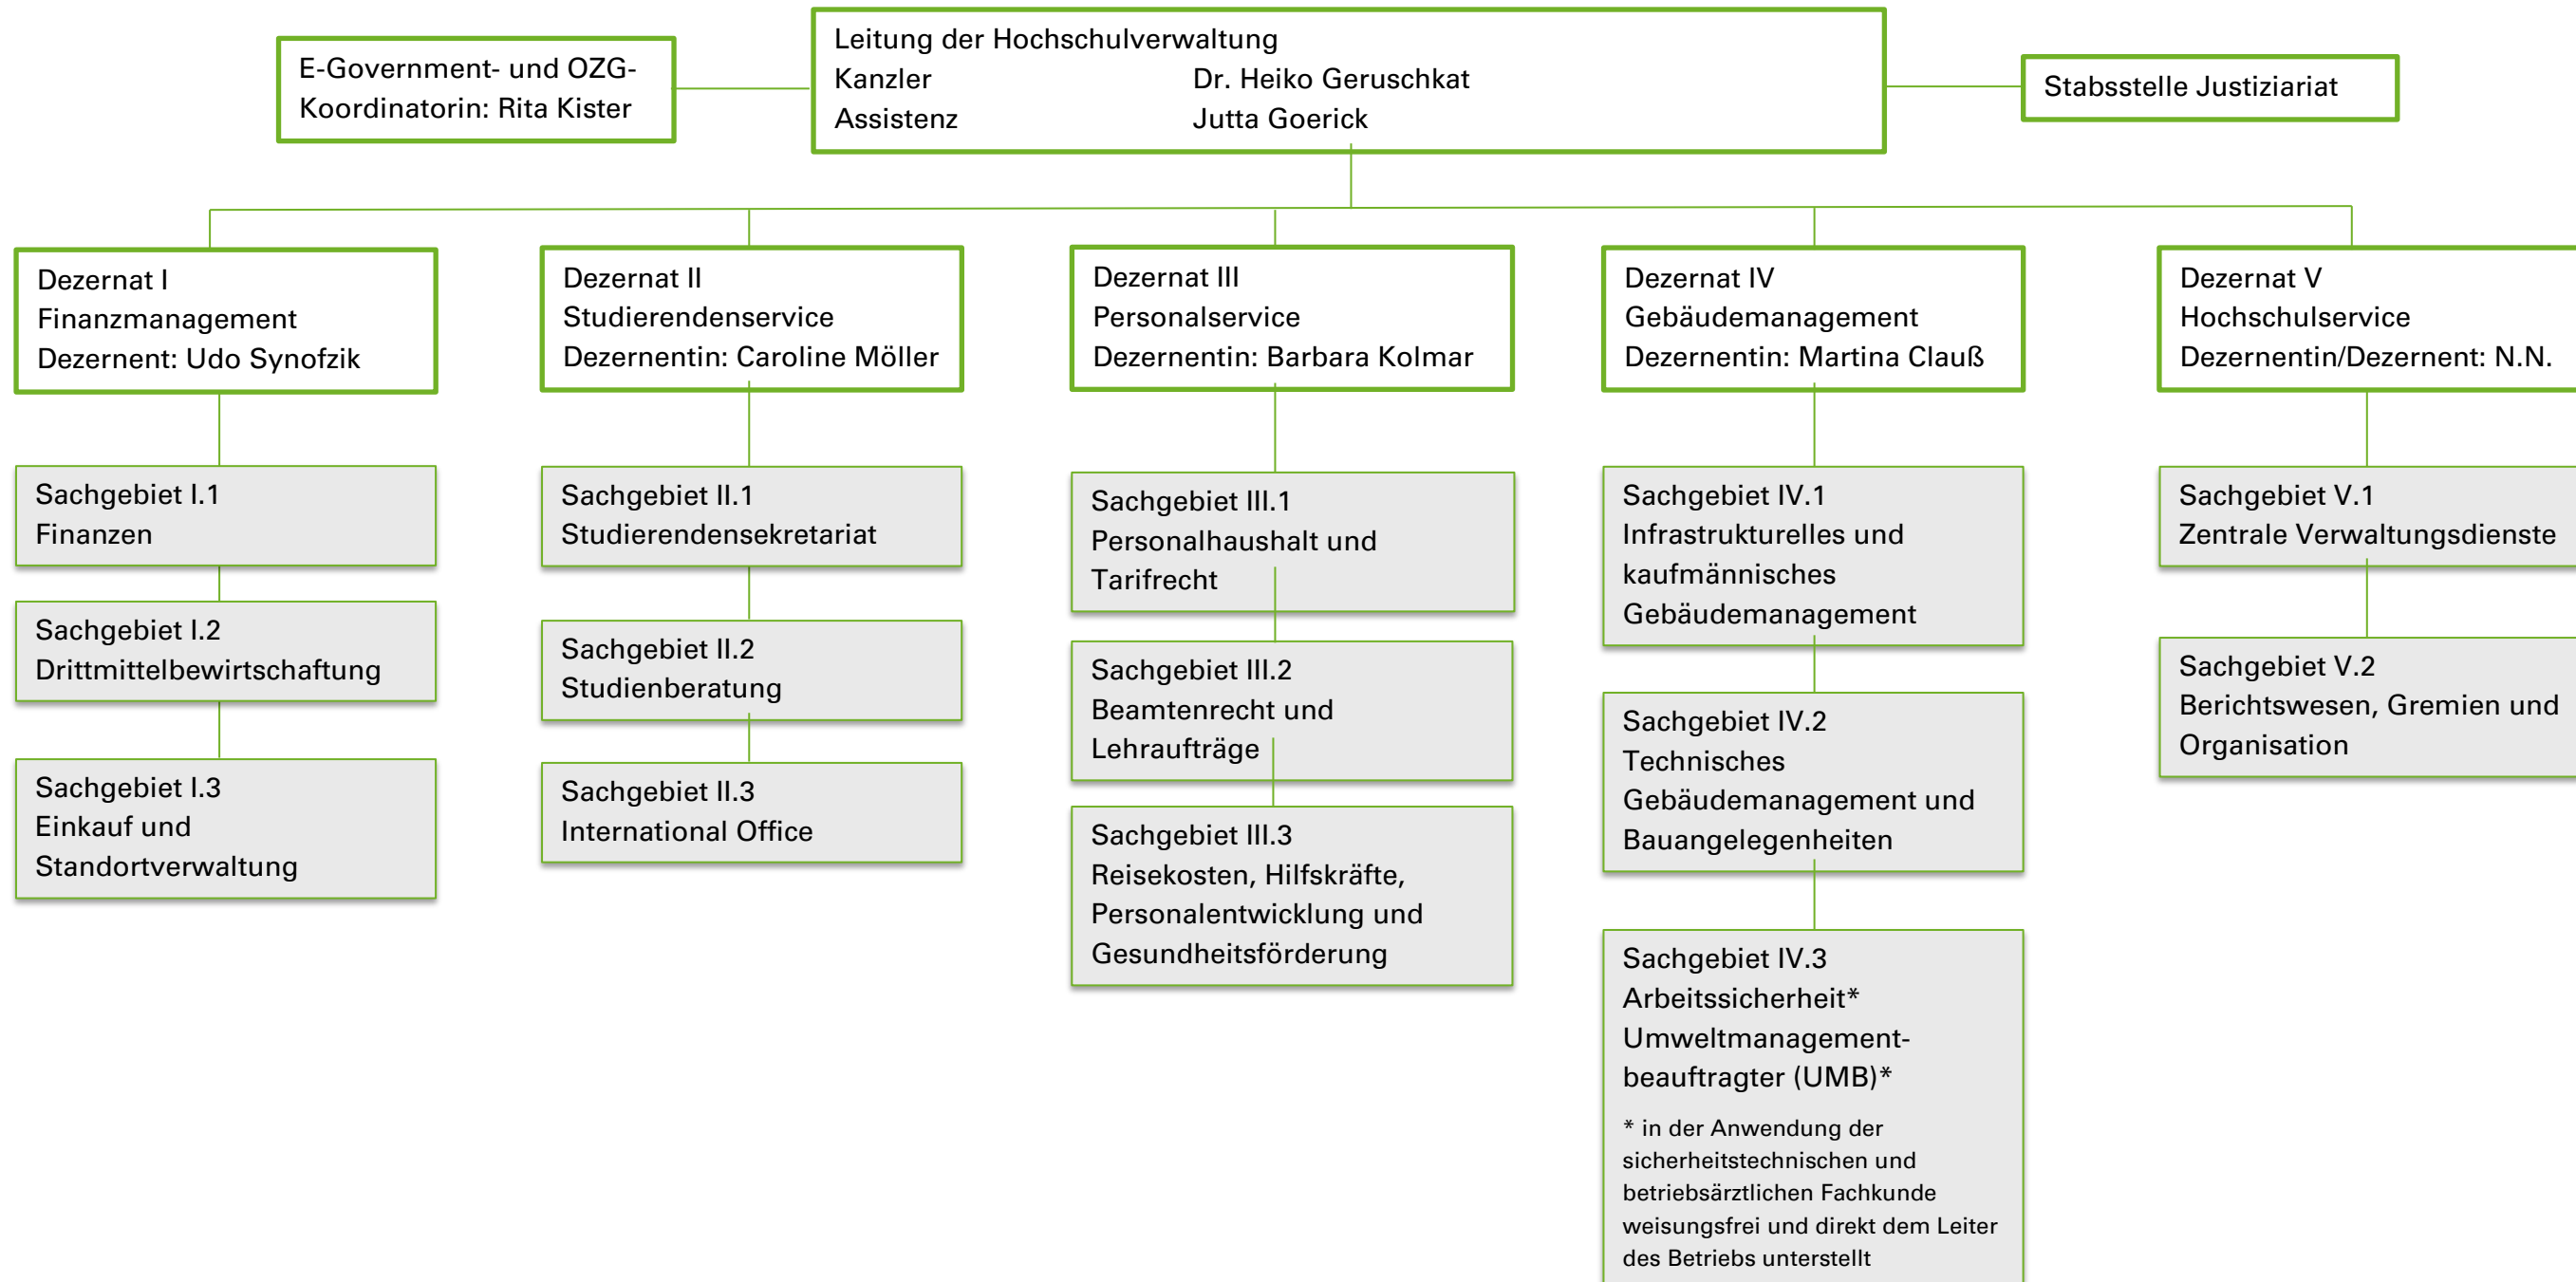 E-Government- und OZG-
Koordinatorin: Rita Kister
Leitung der Hochschulverwaltung
Kanzler Dr. Heiko Geruschkat
Assistenz Jutta Goerick
Stabsstelle Justiziariat
Dezernat I
Finanzmanagement
Dezernent: Udo Synofzik
Sachgebiet I.1
Finanzen
Sachgebiet I.2
Drittmittelbewirtschaftung
Sachgebiet I.3
Einkauf und
Standortverwaltung
Dezernat II
Studierendenservice
Dezernentin: Caroline Möller
Sachgebiet II.1
Studierendensekretariat
Sachgebiet II.2
Studienberatung
Sachgebiet II.3
International Office
Dezernat III
Personalservice
Dezernentin: Barbara Kolmar
Sachgebiet III.1
Personalhaushalt und
Tarifrecht
Sachgebiet III.2
Beamtenrecht und
Lehraufträge
Sachgebiet III.3
Reisekosten, Hilfskräfte,
Personalentwicklung und
Gesundheitsförderung
Dezernat IV
Gebäudemanagement
Dezernentin: Martina Clauß
Sachgebiet IV.1
Infrastrukturelles und
kaufmännisches
Gebäudemanagement
Sachgebiet IV.2
Technisches
Gebäudemanagement und
Bauangelegenheiten
Sachgebiet IV.3
Arbeitssicherheit*
Umweltmanagement-
beauftragter (UMB)*
* in der Anwendung der
sicherheitstechnischen und
betriebsärztlichen Fachkunde
weisungsfrei und direkt dem Leiter
des Betriebs unterstellt
Dezernat V
Hochschulservice
Dezernentin/Dezernent: N.N.
Sachgebiet V.1
Zentrale Verwaltungsdienste
Sachgebiet V.2
Berichtswesen, Gremien und
Organisation